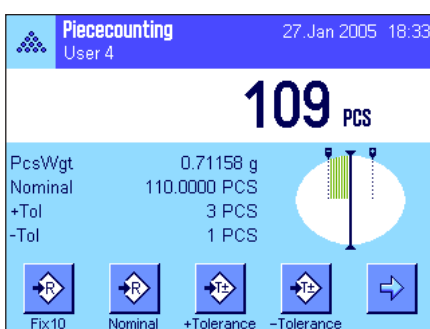 Piececounting 27.Jan 2005 18:33
User 4
109 PCS
PcsWgt 0.71158 g
Nominal 110.0000 PCS
+Tol 3 PCS
-Tol 1 PCS
R R T± T±
Fix10 Nominal +Tolerance -Tolerance